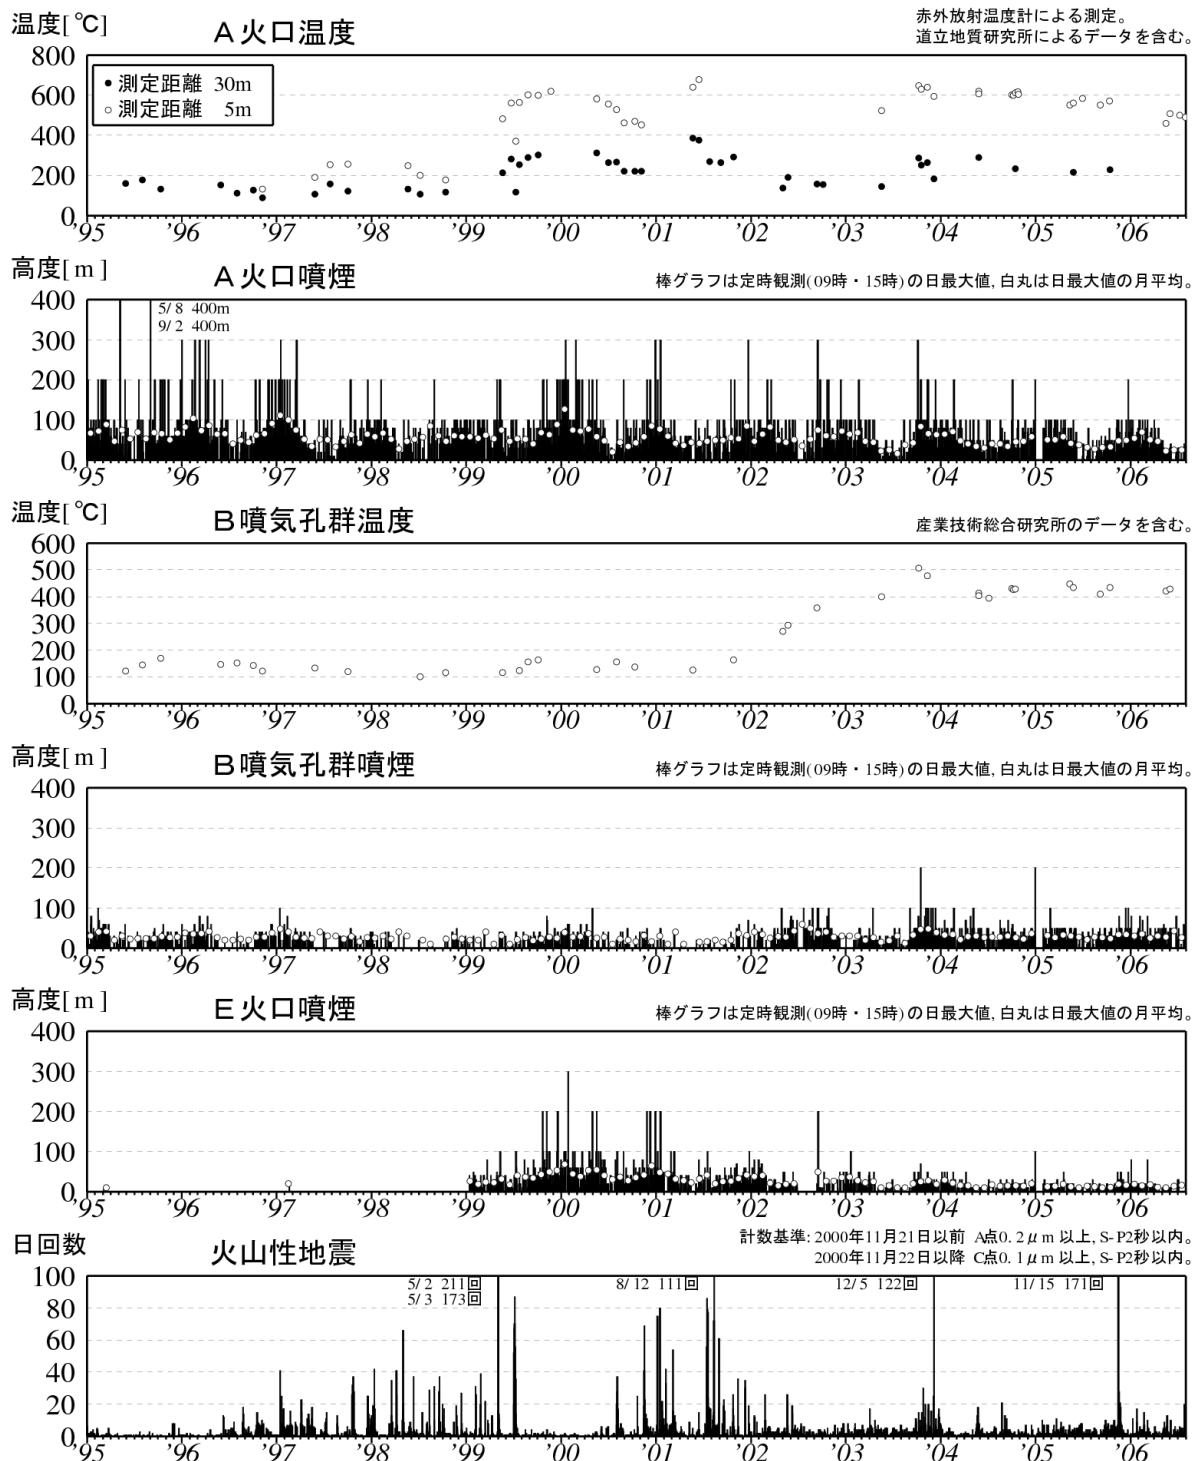 温度[℃]
A火口温度
赤外放射温度計による測定。
道立地質研究所によるデータを含む。
800
600
400
200
0
● 測定距離 30m
○ 測定距離 5m
'95 '96 '97 '98 '99 '00 '01 '02 '03 '04 '05 '06
高度[m]
A火口噴煙
棒グラフは定時観測(09時・15時)の日最大値, 白丸は日最大値の月平均。
400
300
200
100
0
5/8 400m
9/2 400m
'95 '96 '97 '98 '99 '00 '01 '02 '03 '04 '05 '06
温度[℃]
B噴気孔群温度
産業技術総合研究所のデータを含む。
600
500
400
300
200
100
0
'95 '96 '97 '98 '99 '00 '01 '02 '03 '04 '05 '06
高度[m]
B噴気孔群噴煙
棒グラフは定時観測(09時・15時)の日最大値, 白丸は日最大値の月平均。
400
300
200
100
0
'95 '96 '97 '98 '99 '00 '01 '02 '03 '04 '05 '06
高度[m]
E火口噴煙
棒グラフは定時観測(09時・15時)の日最大値, 白丸は日最大値の月平均。
400
300
200
100
0
'95 '96 '97 '98 '99 '00 '01 '02 '03 '04 '05 '06
日回数
火山性地震
計数基準: 2000年11月21日以前 A点0.2μm以上, S-P2秒以内。
2000年11月22日以降 C点0.1μm以上, S-P2秒以内。
100
80
60
40
20
0
5/2 211回
5/3 173回
8/12 111回
12/5 122回
11/15 171回
'95 '96 '97 '98 '99 '00 '01 '02 '03 '04 '05 '06